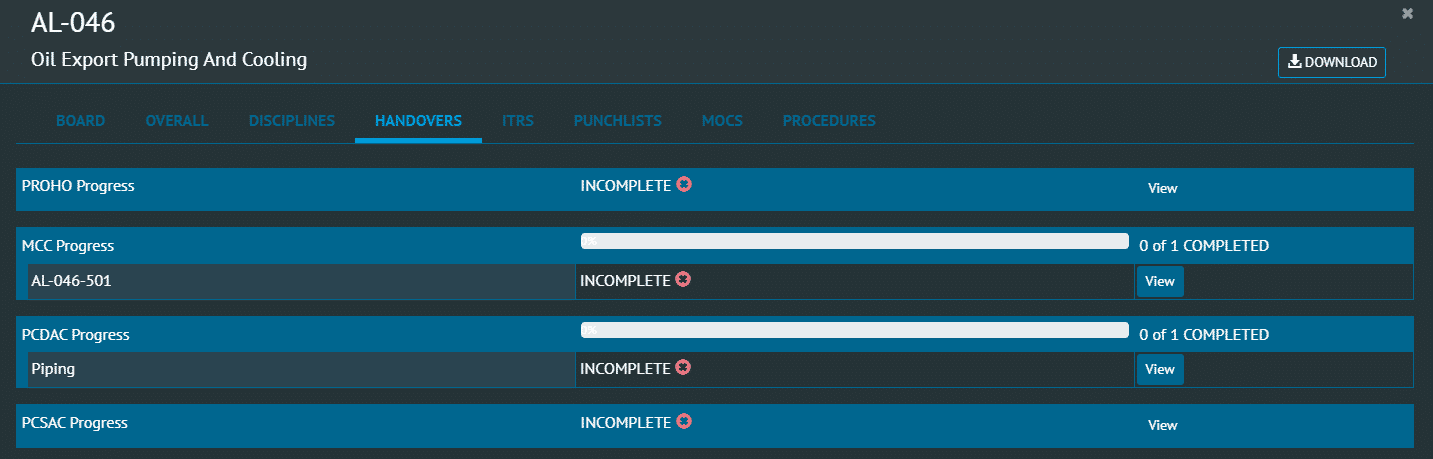 AL-046
Oil Export Pumping And Cooling
DOWNLOAD
BOARD OVERALL DISCIPLINES HANDOVERS ITRS PUNCHLISTS MOCS PROCEDURES
PROHO Progress INCOMPLETE View
MCC Progress 0% 0 of 1 COMPLETED
AL-046-501 INCOMPLETE View
PCDAC Progress 0% 0 of 1 COMPLETED
Piping INCOMPLETE View
PCSAC Progress INCOMPLETE View